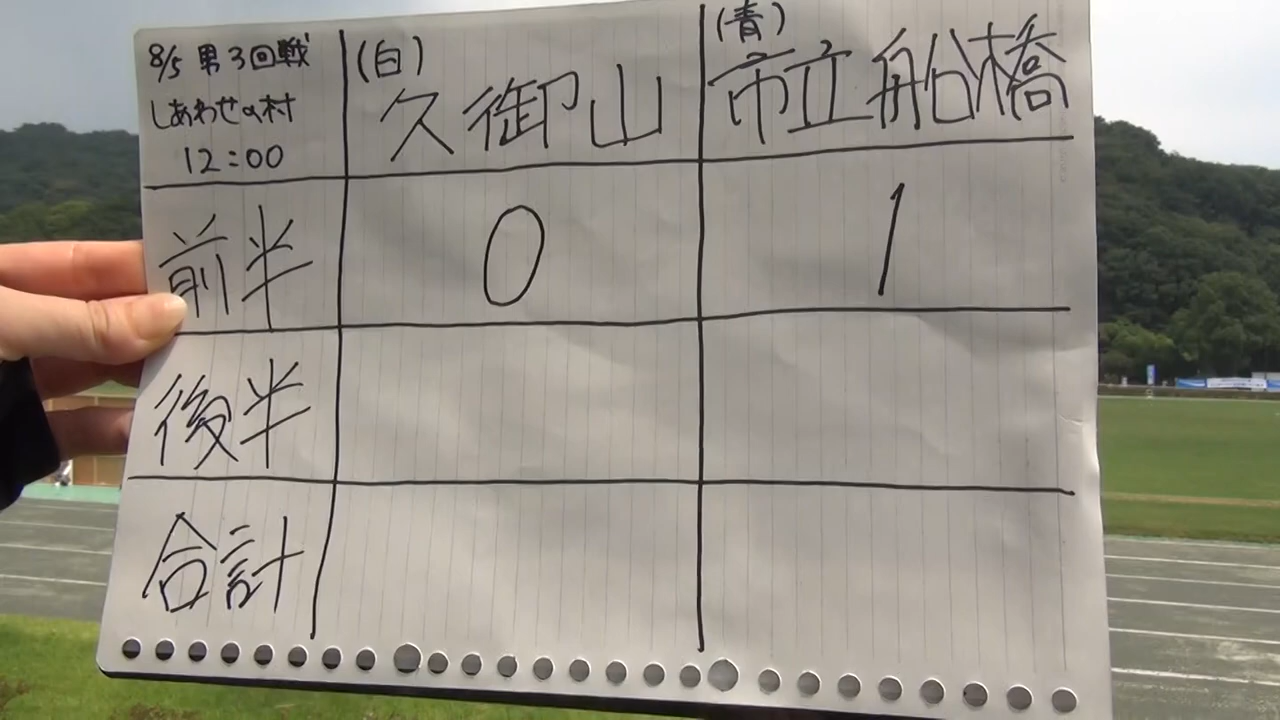 8/5 男3回戦
しあわせの村
12:00
(白)
久御山
(青)
市立船橋
前半
0
1
後半
合計